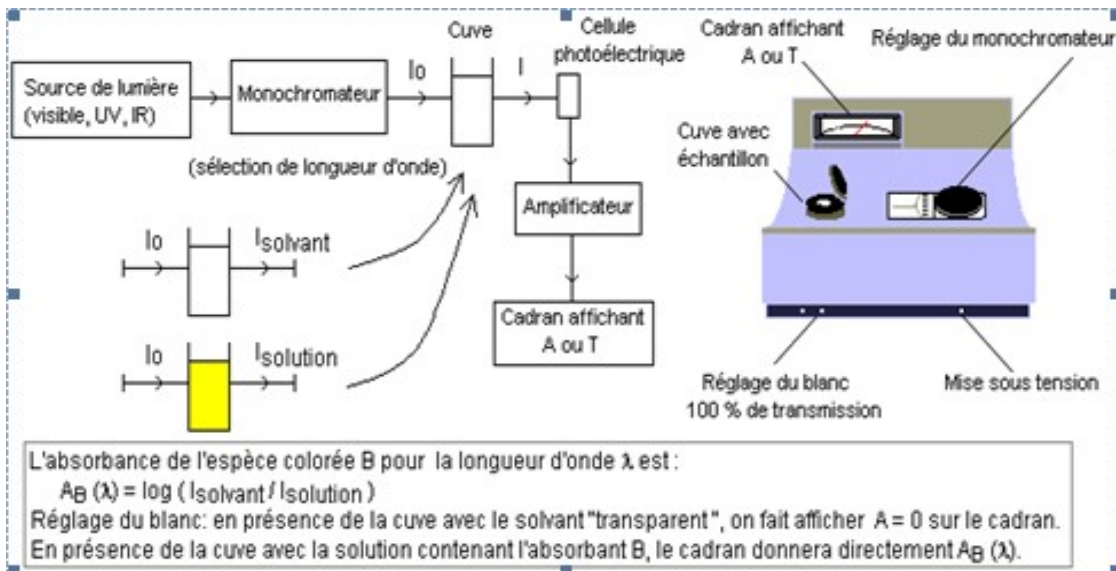 Cuve
Cellule
photoélectrique
Source de lumière
(visible, UV, IR)
Monochromateur
Io
I
(sélection de longueur d'onde)
Amplificateur
Cadran affichant
A ou T
Io
Isolvant
Io
Isolution
Cadran affichant
A ou T
Réglage du monochromateur
Cuve avec
échantillon
Réglage du blanc
100 % de transmission
Mise sous tension
L'absorbance de l'espèce colorée B pour la longueur d'onde λ est :
AB (λ) = log ( Isolvant / Isolution )
Réglage du blanc: en présence de la cuve avec le solvant "transparent", on fait afficher A = 0 sur le cadran.
En présence de la cuve avec la solution contenant l'absorbant B, le cadran donnera directement AB (λ).